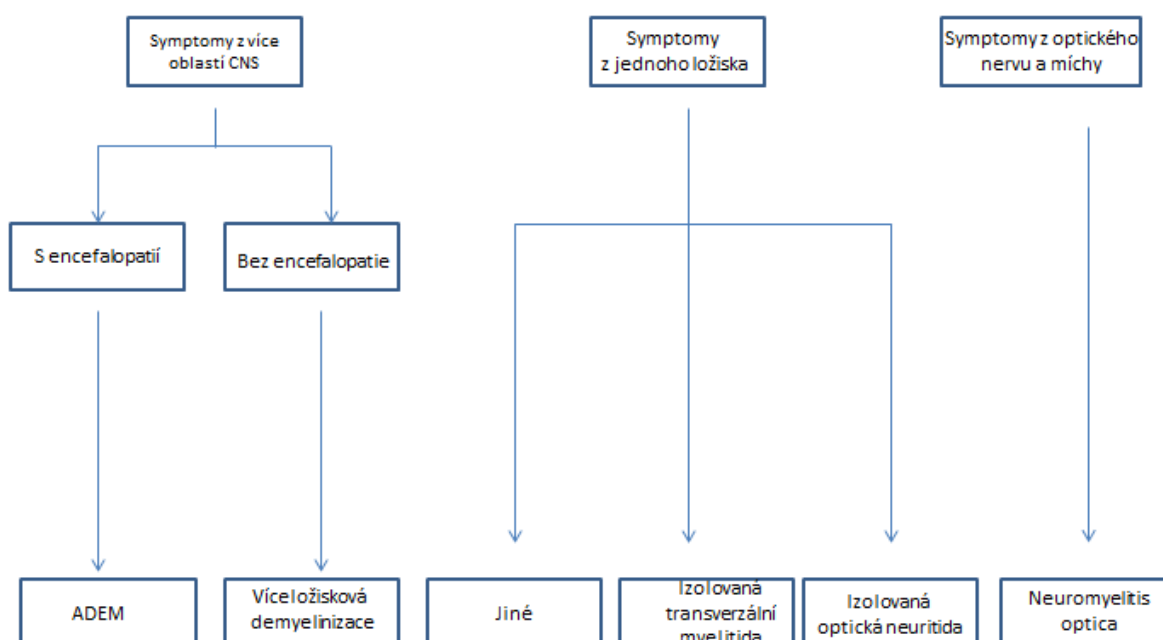 Symptomy z více
oblastí CNS
Symptomy
z jednoho ložiska
Symptomy z optického
nervu a míchy
S encefalopatií
Bez encefalopatie
ADEM
Víceložisková
demyelinizace
Jiné
Izolovaná
transverzální
myelitida
Izolovaná
optická neuritida
Neuromyelitis
optica